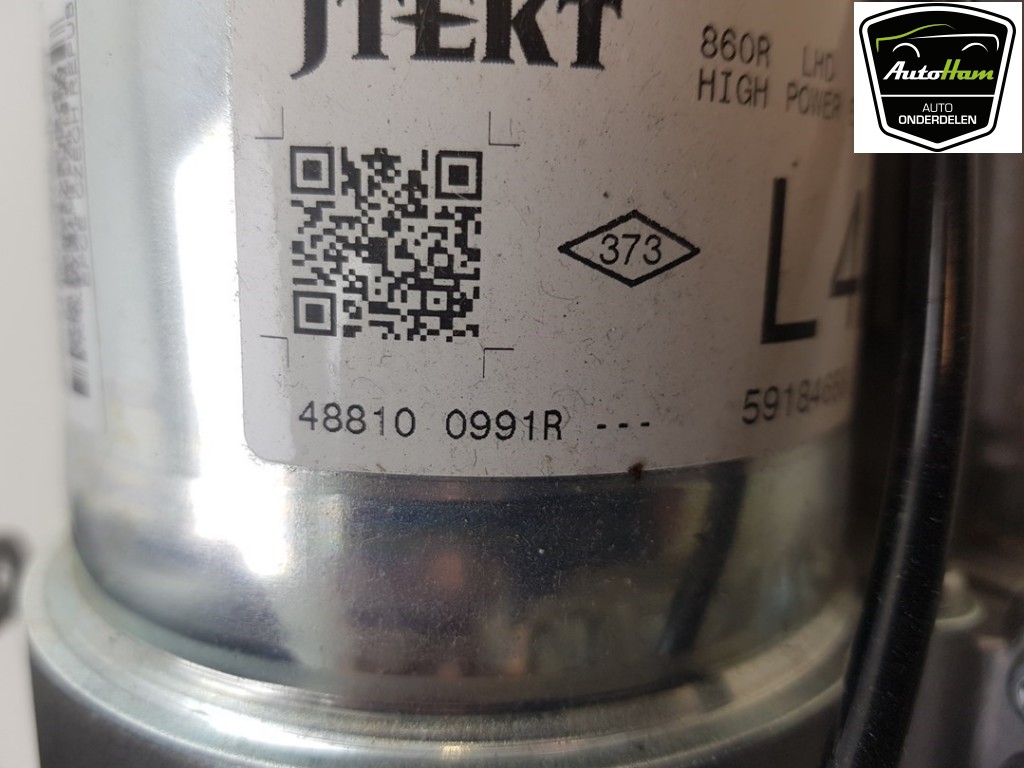 JTEKT
860R LHD
HIGH POWER
373
L4
48810 0991R ---
AutoHam
AUTO
ONDERDELEN